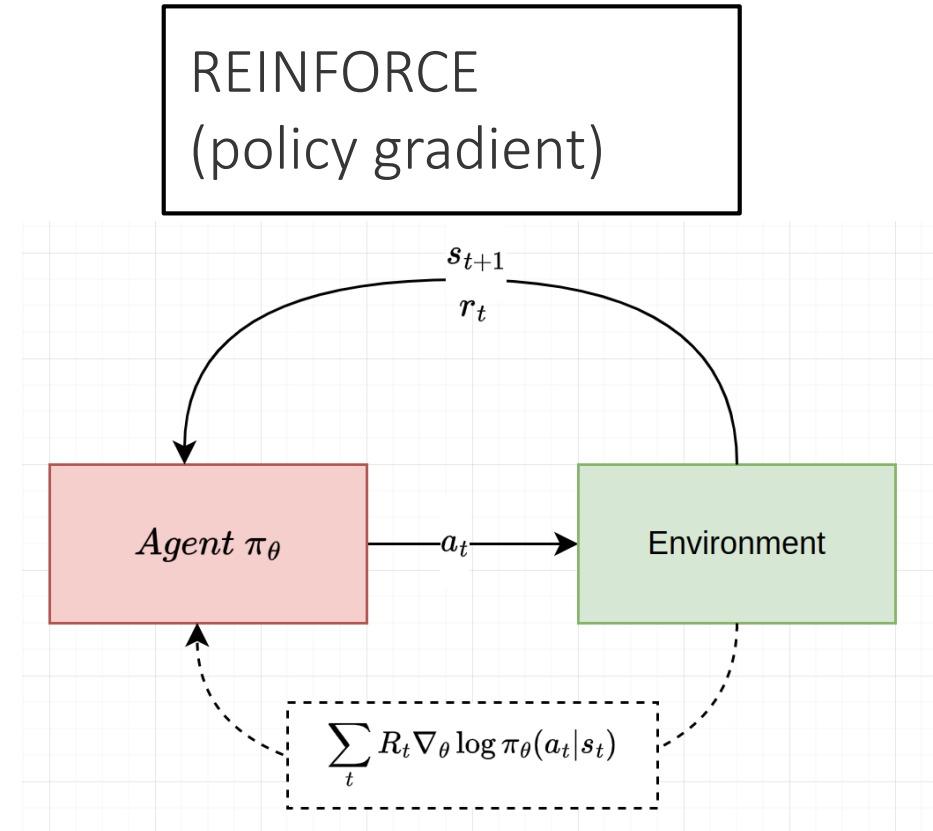 REINFORCE
(policy gradient)
s_{t+1}
r_t
Agent π_θ
a_t
Environment
∑_t R_t ∇_θ log π_θ(a_t|s_t)